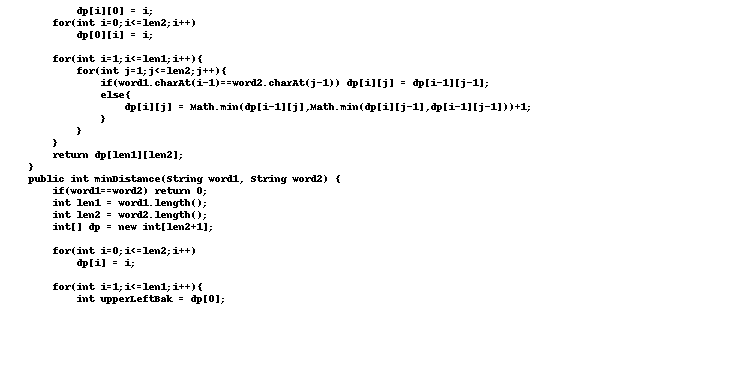 dp[i][0] = i;
for(int i=0;i<=len2;i++)
dp[0][i] = i;
for(int i=1;i<=len1;i++){
for(int j=1;j<=len2;j++){
if(word1.charAt(i-1)==word2.charAt(j-1)) dp[i][j] = dp[i-1][j-1];
else{
dp[i][j] = Math.min(dp[i-1][j],Math.min(dp[i][j-1],dp[i-1][j-1]))+1;
}
}
}
return dp[len1][len2];
}
public int minDistance(String word1, String word2) {
if(word1==word2) return 0;
int len1 = word1.length();
int len2 = word2.length();
int[] dp = new int[len2+1];
for(int i=0;i<=len2;i++)
dp[i] = i;
for(int i=1;i<=len1;i++){
int upperLeftBak = dp[0];